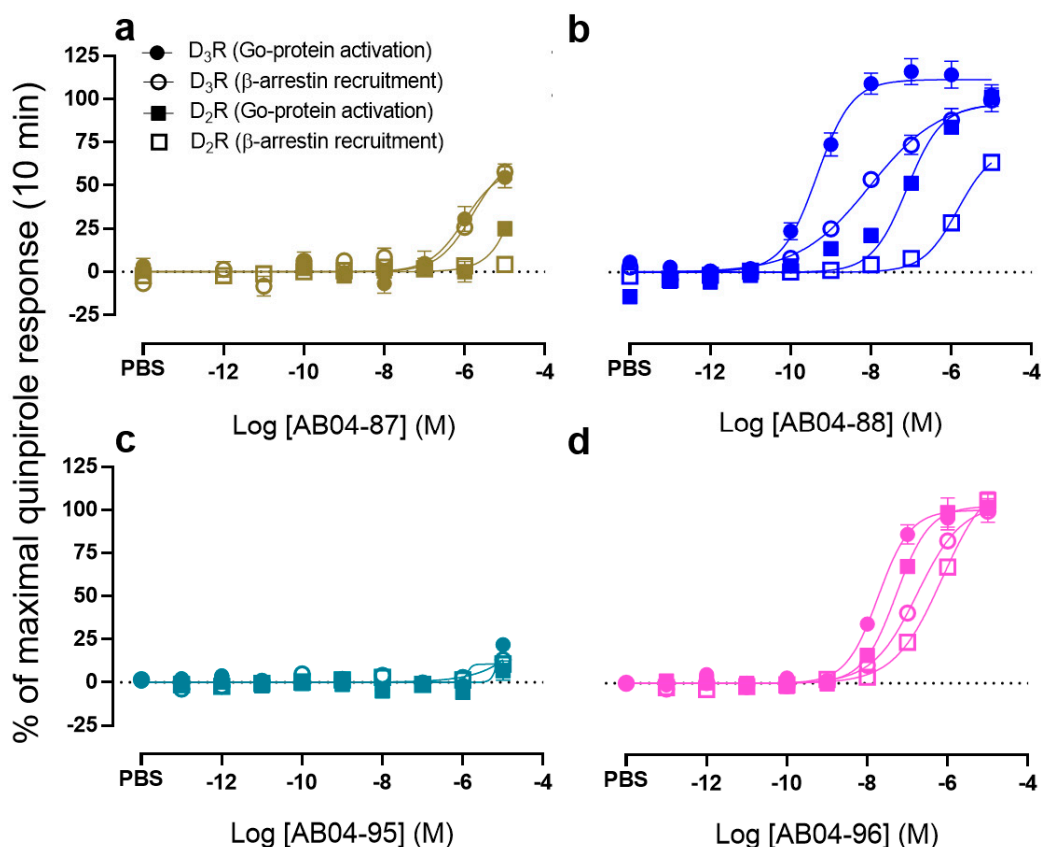 a
b
D₃R (Go-protein activation)
D₃R (β-arrestin recruitment)
D₂R (Go-protein activation)
D₂R (β-arrestin recruitment)
125
100
75
50
25
0
-25
PBS -12 -10 -8 -6 -4
PBS -12 -10 -8 -6 -4
Log [AB04-87] (M)
Log [AB04-88] (M)
% of maximal quinpirole response (10 min)
c
d
125
100
75
50
25
0
-25
PBS -12 -10 -8 -6 -4
PBS -12 -10 -8 -6 -4
Log [AB04-95] (M)
Log [AB04-96] (M)